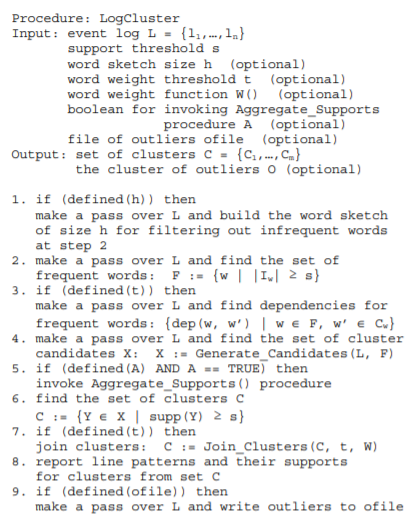 Procedure: LogCluster
Input: event log L = {l₁,…,lₙ}
support threshold s
word sketch size h (optional)
word weight threshold t (optional)
word weight function W() (optional)
boolean for invoking Aggregate_Supports
procedure A (optional)
file of outliers ofile (optional)
Output: set of clusters C = {C₁,…,Cₘ}
the cluster of outliers O (optional)
1. if (defined(h)) then
make a pass over L and build the word sketch
of size h for filtering out infrequent words
at step 2
2. make a pass over L and find the set of
frequent words: F := {w | |I_w| ≥ s}
3. if (defined(t)) then
make a pass over L and find dependencies for
frequent words: {dep(w, w') | w ∈ F, w' ∈ C_w}
4. make a pass over L and find the set of cluster
candidates X: X := Generate_Candidates(L, F)
5. if (defined(A) AND A == TRUE) then
invoke Aggregate_Supports() procedure
6. find the set of clusters C
C := {Y ∈ X | supp(Y) ≥ s}
7. if (defined(t)) then
join clusters: C := Join_Clusters(C, t, W)
8. report line patterns and their supports
for clusters from set C
9. if (defined(ofile)) then
make a pass over L and write outliers to ofile